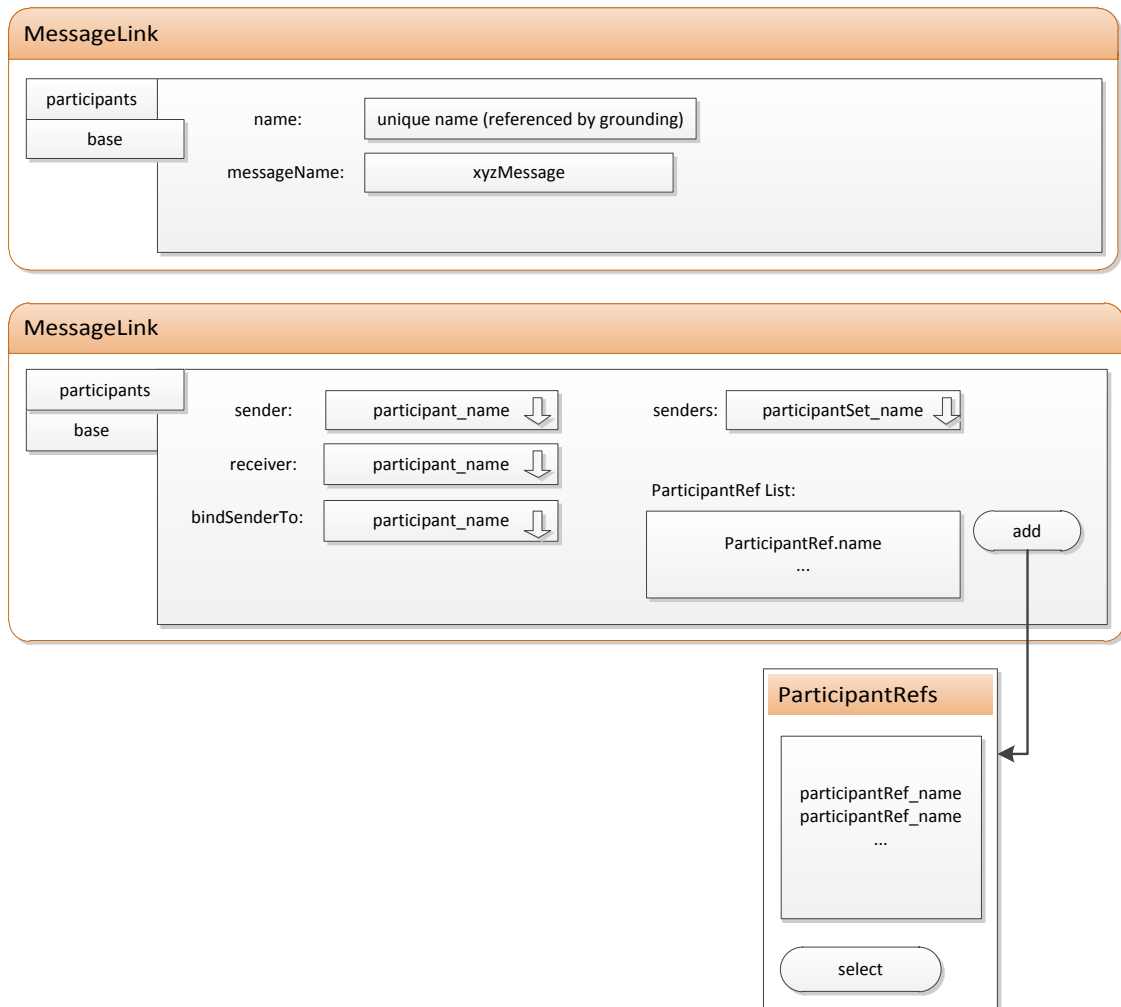 MessageLink
participants
base
name:
unique name (referenced by grounding)
messageName:
xyzMessage
MessageLink
participants
base
sender:
participant_name
senders:
participantSet_name
receiver:
participant_name
bindSenderTo:
participant_name
ParticipantRef List:
ParticipantRef.name
...
add
ParticipantRefs
participantRef_name
participantRef_name
...
select